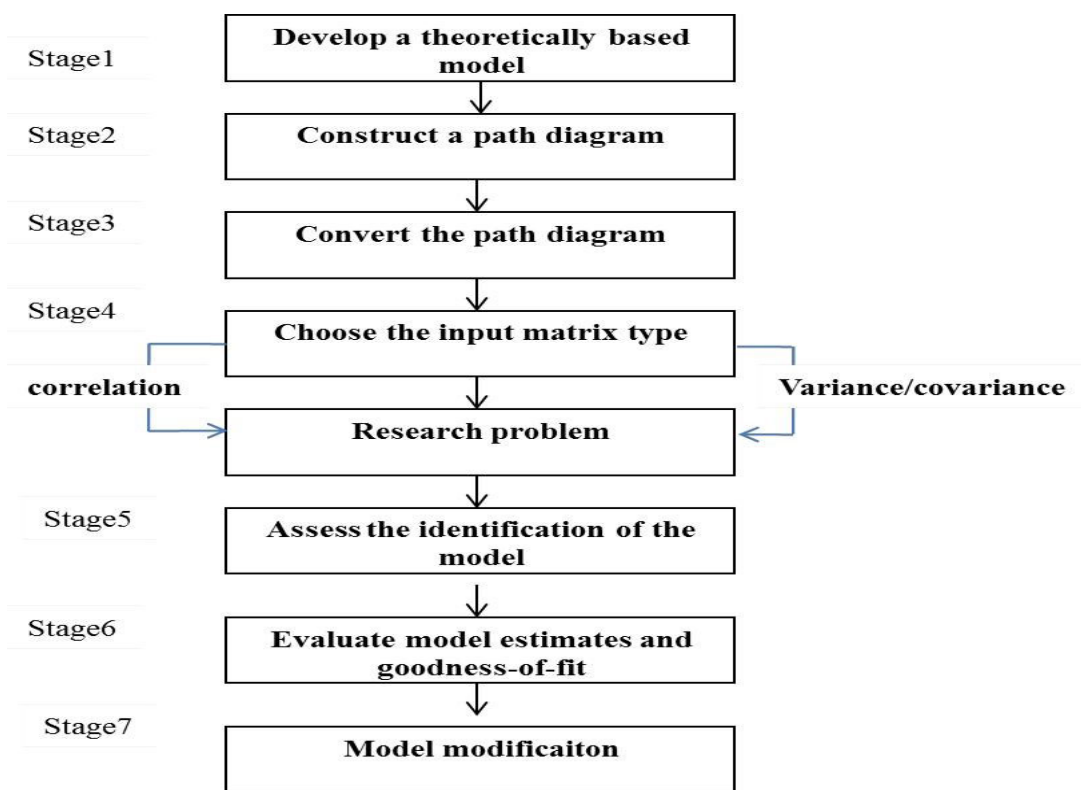 Stage1
Develop a theoretically based
model
Stage2
Construct a path diagram
Stage3
Convert the path diagram
Stage4
Choose the input matrix type
correlation
Variance/covariance
Research problem
Stage5
Assess the identification of the
model
Stage6
Evaluate model estimates and
goodness-of-fit
Stage7
Model modificaiton